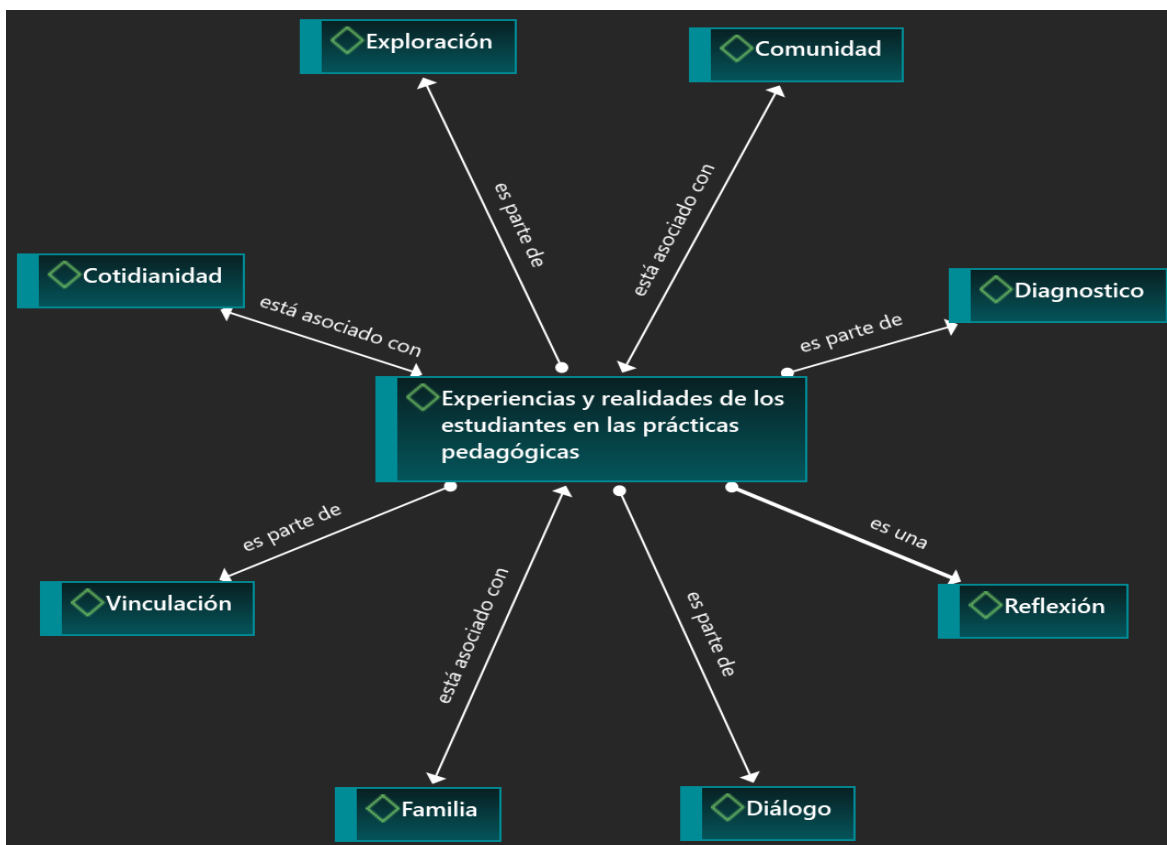 Exploración
Comunidad
es parte de
está asociado con
Cotidianidad
Diagnostico
está asociado con
es parte de
Experiencias y realidades de los
estudiantes en las prácticas
pedagógicas
es parte de
es una
Vinculación
Reflexión
está asociado con
es parte de
Familia
Diálogo